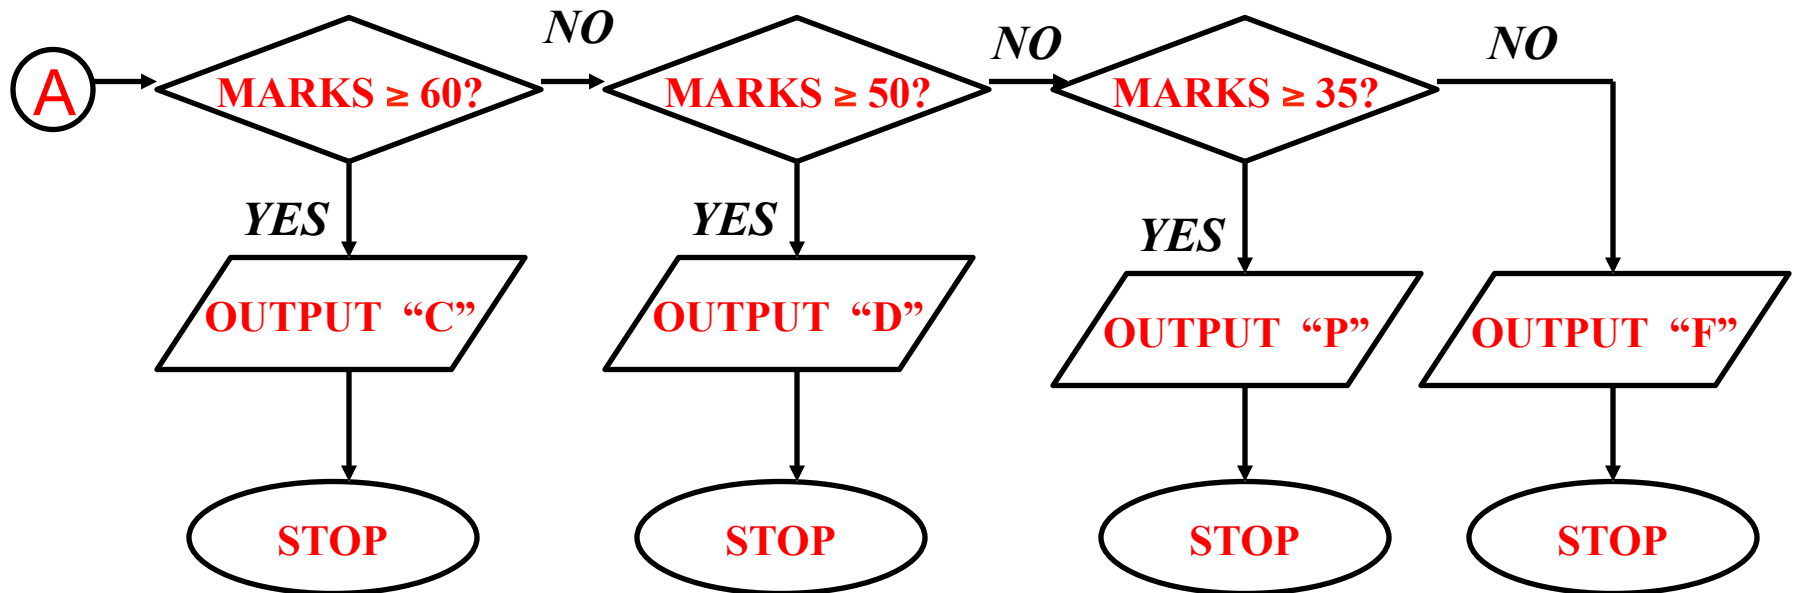 A
MARKS ≥ 60?
NO
MARKS ≥ 50?
NO
MARKS ≥ 35?
NO
YES
YES
YES
OUTPUT “C”
OUTPUT “D”
OUTPUT “P”
OUTPUT “F”
STOP
STOP
STOP
STOP